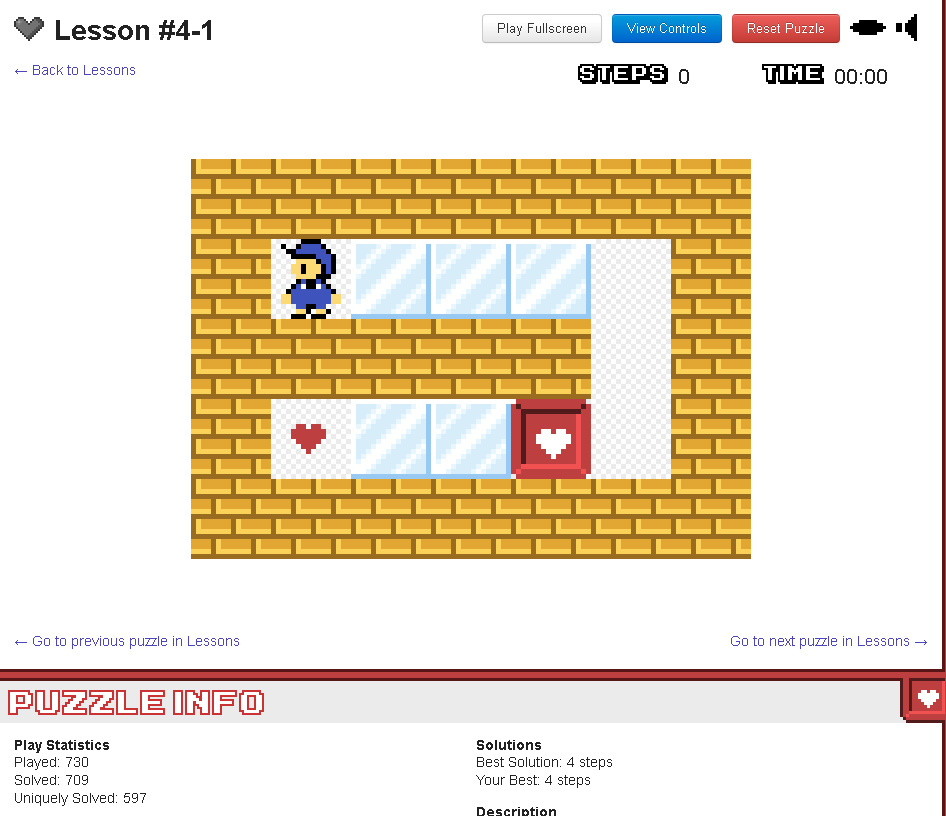 Lesson #4-1
Play Fullscreen
View Controls
Reset Puzzle
← Back to Lessons
STEPS 0
TIME 00:00
← Go to previous puzzle in Lessons
Go to next puzzle in Lessons →
PUZZLE INFO
Play Statistics
Played: 730
Solved: 709
Uniquely Solved: 597
Solutions
Best Solution: 4 steps
Your Best: 4 steps
Description